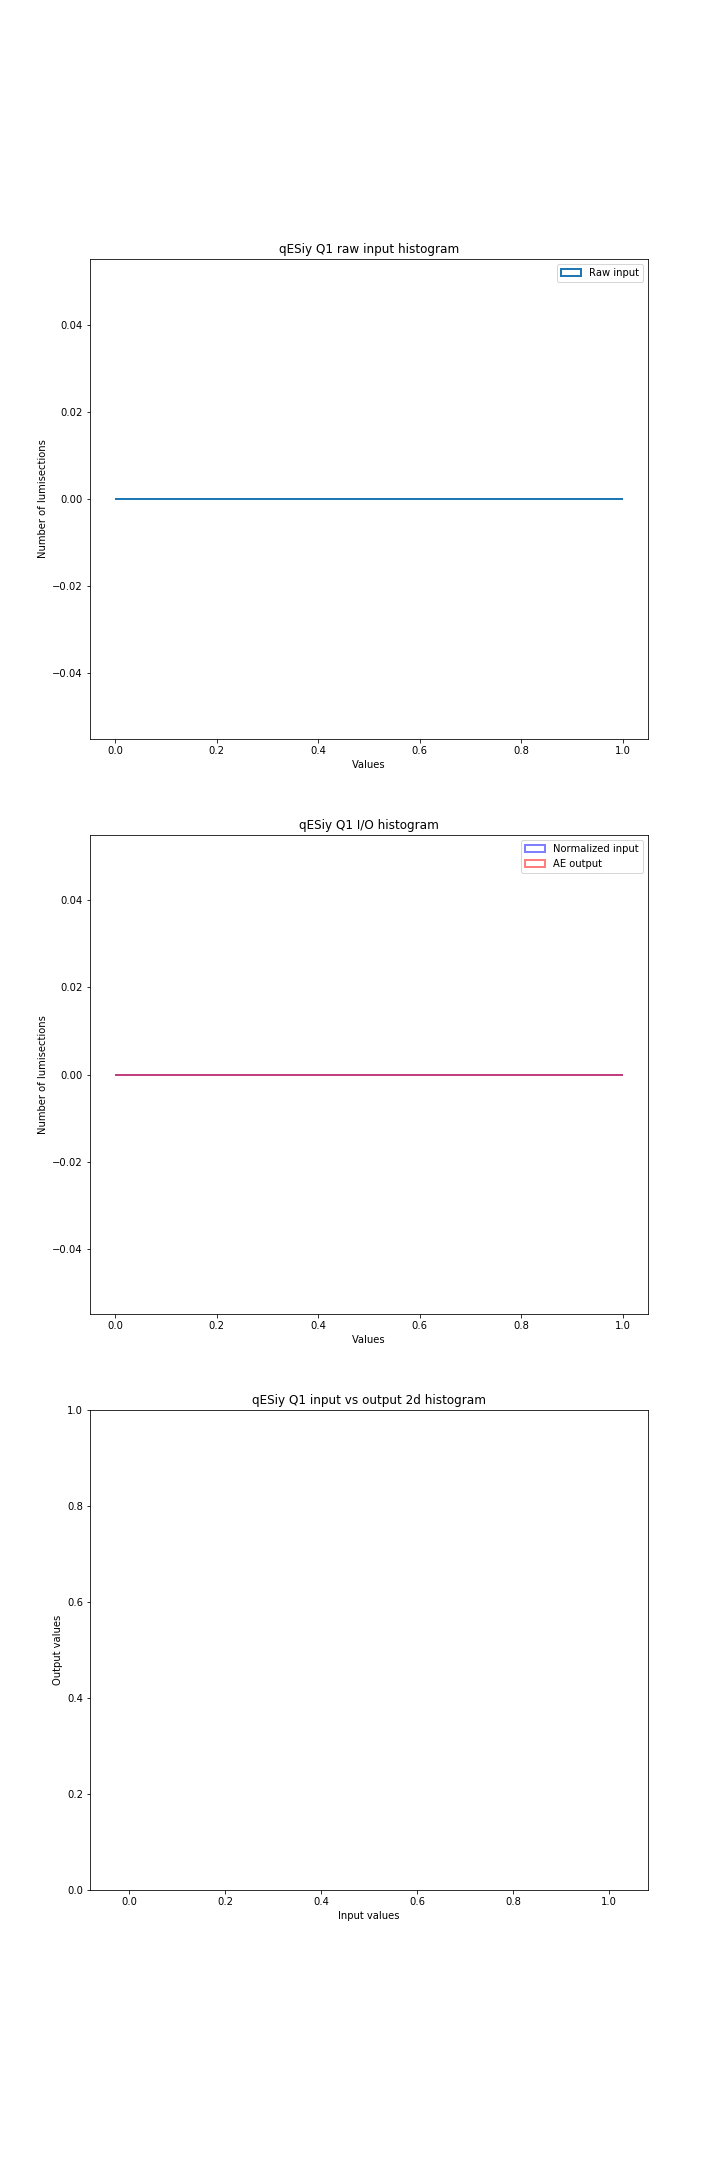 qESiy Q1 raw input histogram
Raw input
0.04
0.02
0.00
−0.02
−0.04
Number of lumisections
0.0 0.2 0.4 0.6 0.8 1.0
Values
qESiy Q1 I/O histogram
Normalized input
AE output
0.04
0.02
0.00
−0.02
−0.04
Number of lumisections
0.0 0.2 0.4 0.6 0.8 1.0
Values
qESiy Q1 input vs output 2d histogram
1.0
0.8
0.6
0.4
0.2
0.0
Output values
0.0 0.2 0.4 0.6 0.8 1.0
Input values